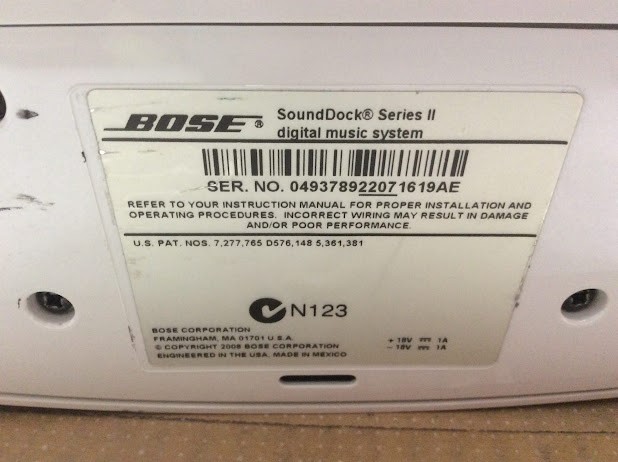 BOSE®
SoundDock® Series II
digital music system
SER. NO. 049378922071619AE
REFER TO YOUR INSTRUCTION MANUAL FOR PROPER INSTALLATION AND
OPERATING PROCEDURES. INCORRECT WIRING MAY RESULT IN DAMAGE
AND/OR POOR PERFORMANCE.
U.S. PAT. NOS. 7,277,765 D576,148 5,361,381
N123
BOSE CORPORATION
FRAMINGHAM, MA 01701 U.S.A.
© COPYRIGHT 2008 BOSE CORPORATION
ENGINEERED IN THE USA, MADE IN MEXICO
+ 18V 1A
- 18V 1A